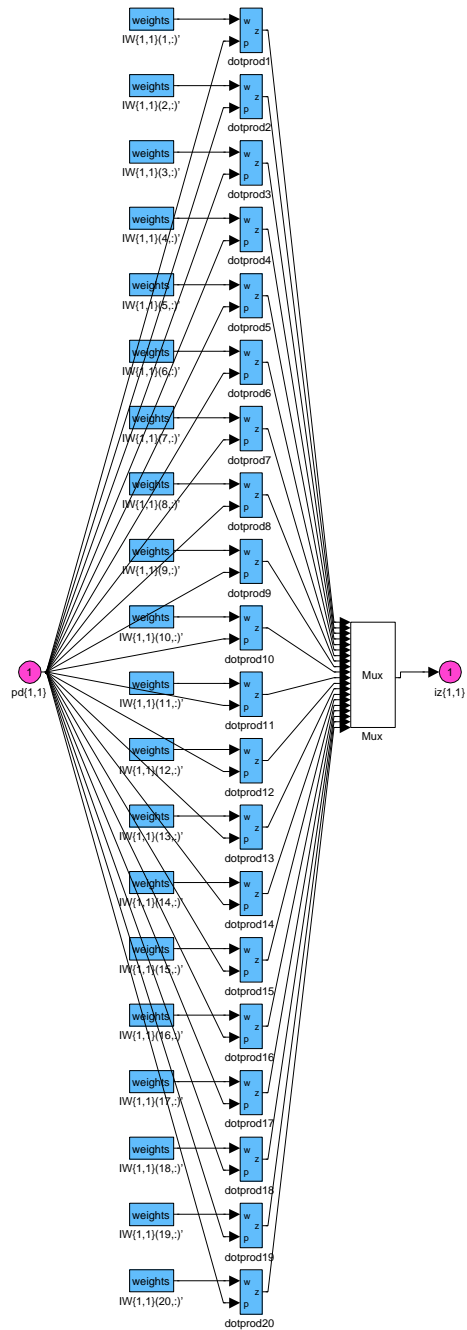 weights
IW{1,1}(1,:)'
w
p
z
dotprod1
weights
IW{1,1}(2,:)'
w
p
z
dotprod2
weights
IW{1,1}(3,:)'
w
p
z
dotprod3
weights
IW{1,1}(4,:)'
w
p
z
dotprod4
weights
IW{1,1}(5,:)'
w
p
z
dotprod5
weights
IW{1,1}(6,:)'
w
p
z
dotprod6
weights
IW{1,1}(7,:)'
w
p
z
dotprod7
weights
IW{1,1}(8,:)'
w
p
z
dotprod8
weights
IW{1,1}(9,:)'
w
p
z
dotprod9
weights
IW{1,1}(10,:)'
w
p
z
dotprod10
1
pd{1,1}
weights
IW{1,1}(11,:)'
w
p
z
dotprod11
Mux
Mux
1
iz{1,1}
weights
IW{1,1}(12,:)'
w
p
z
dotprod12
weights
IW{1,1}(13,:)'
w
p
z
dotprod13
weights
IW{1,1}(14,:)'
w
p
z
dotprod14
weights
IW{1,1}(15,:)'
w
p
z
dotprod15
weights
IW{1,1}(16,:)'
w
p
z
dotprod16
weights
IW{1,1}(17,:)'
w
p
z
dotprod17
weights
IW{1,1}(18,:)'
w
p
z
dotprod18
weights
IW{1,1}(19,:)'
w
p
z
dotprod19
weights
IW{1,1}(20,:)'
w
p
z
dotprod20